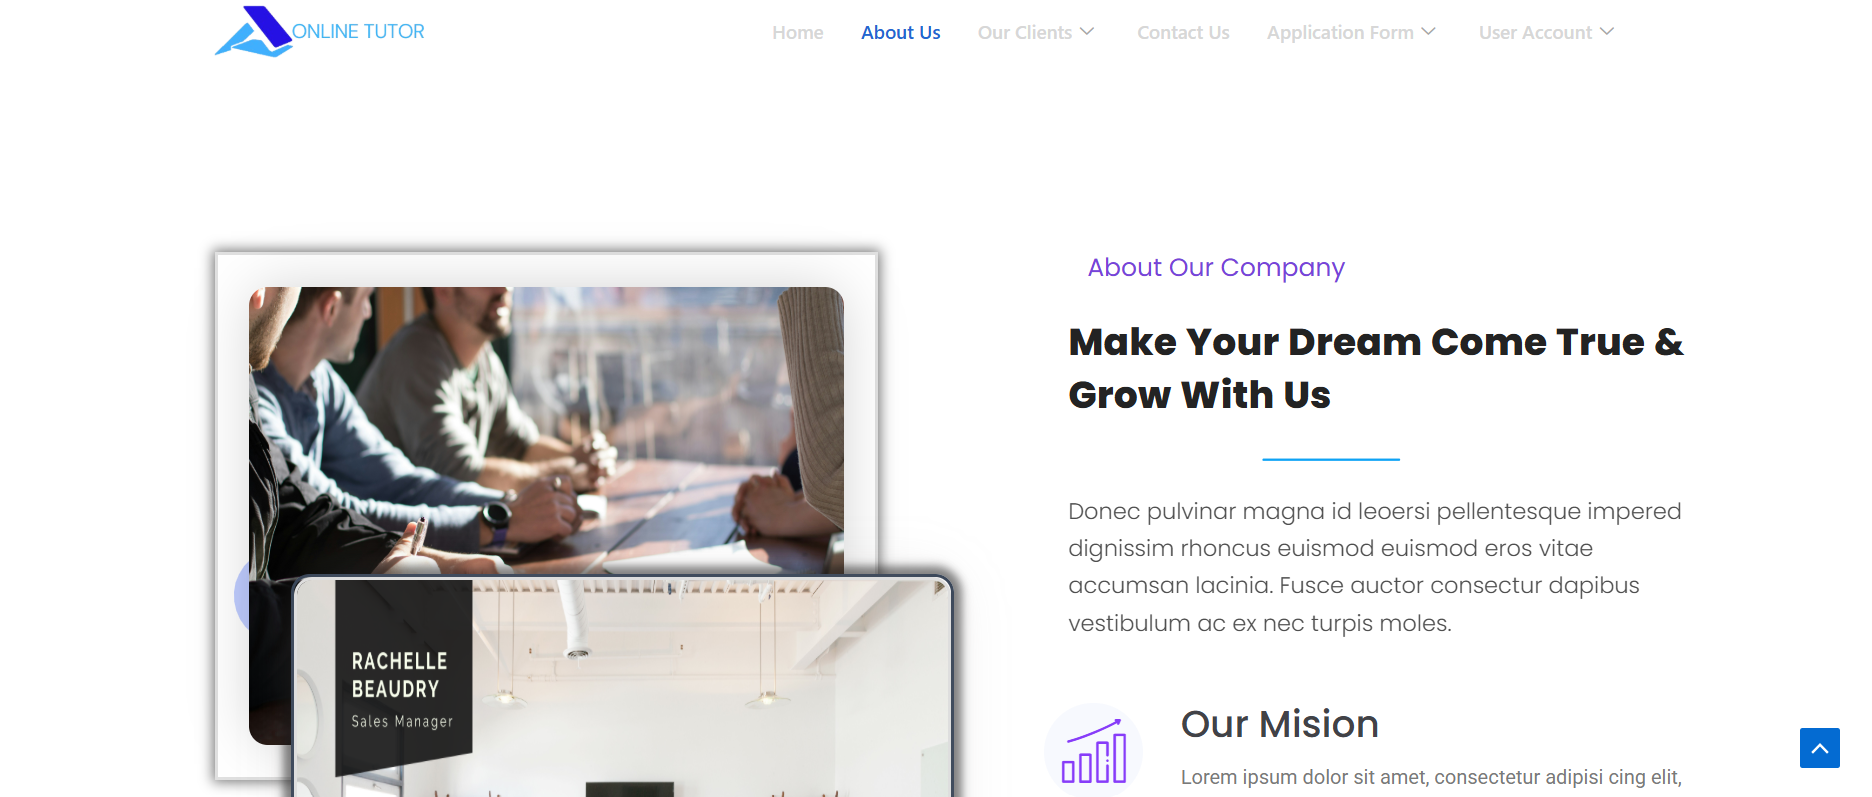 ONLINE TUTOR
Home
About Us
Our Clients
Contact Us
Application Form
User Account
About Our Company
Make Your Dream Come True &
Grow With Us
Donec pulvinar magna id leoersi pellentesque impered
dignissim rhoncus euismod euismod eros vitae
accumsan lacinia. Fusce auctor consectur dapibus
vestibulum ac ex nec turpis moles.
RACHELLE
BEAUDRY
Sales Manager
Our Mision
Lorem ipsum dolor sit amet, consectetur adipisi cing elit,